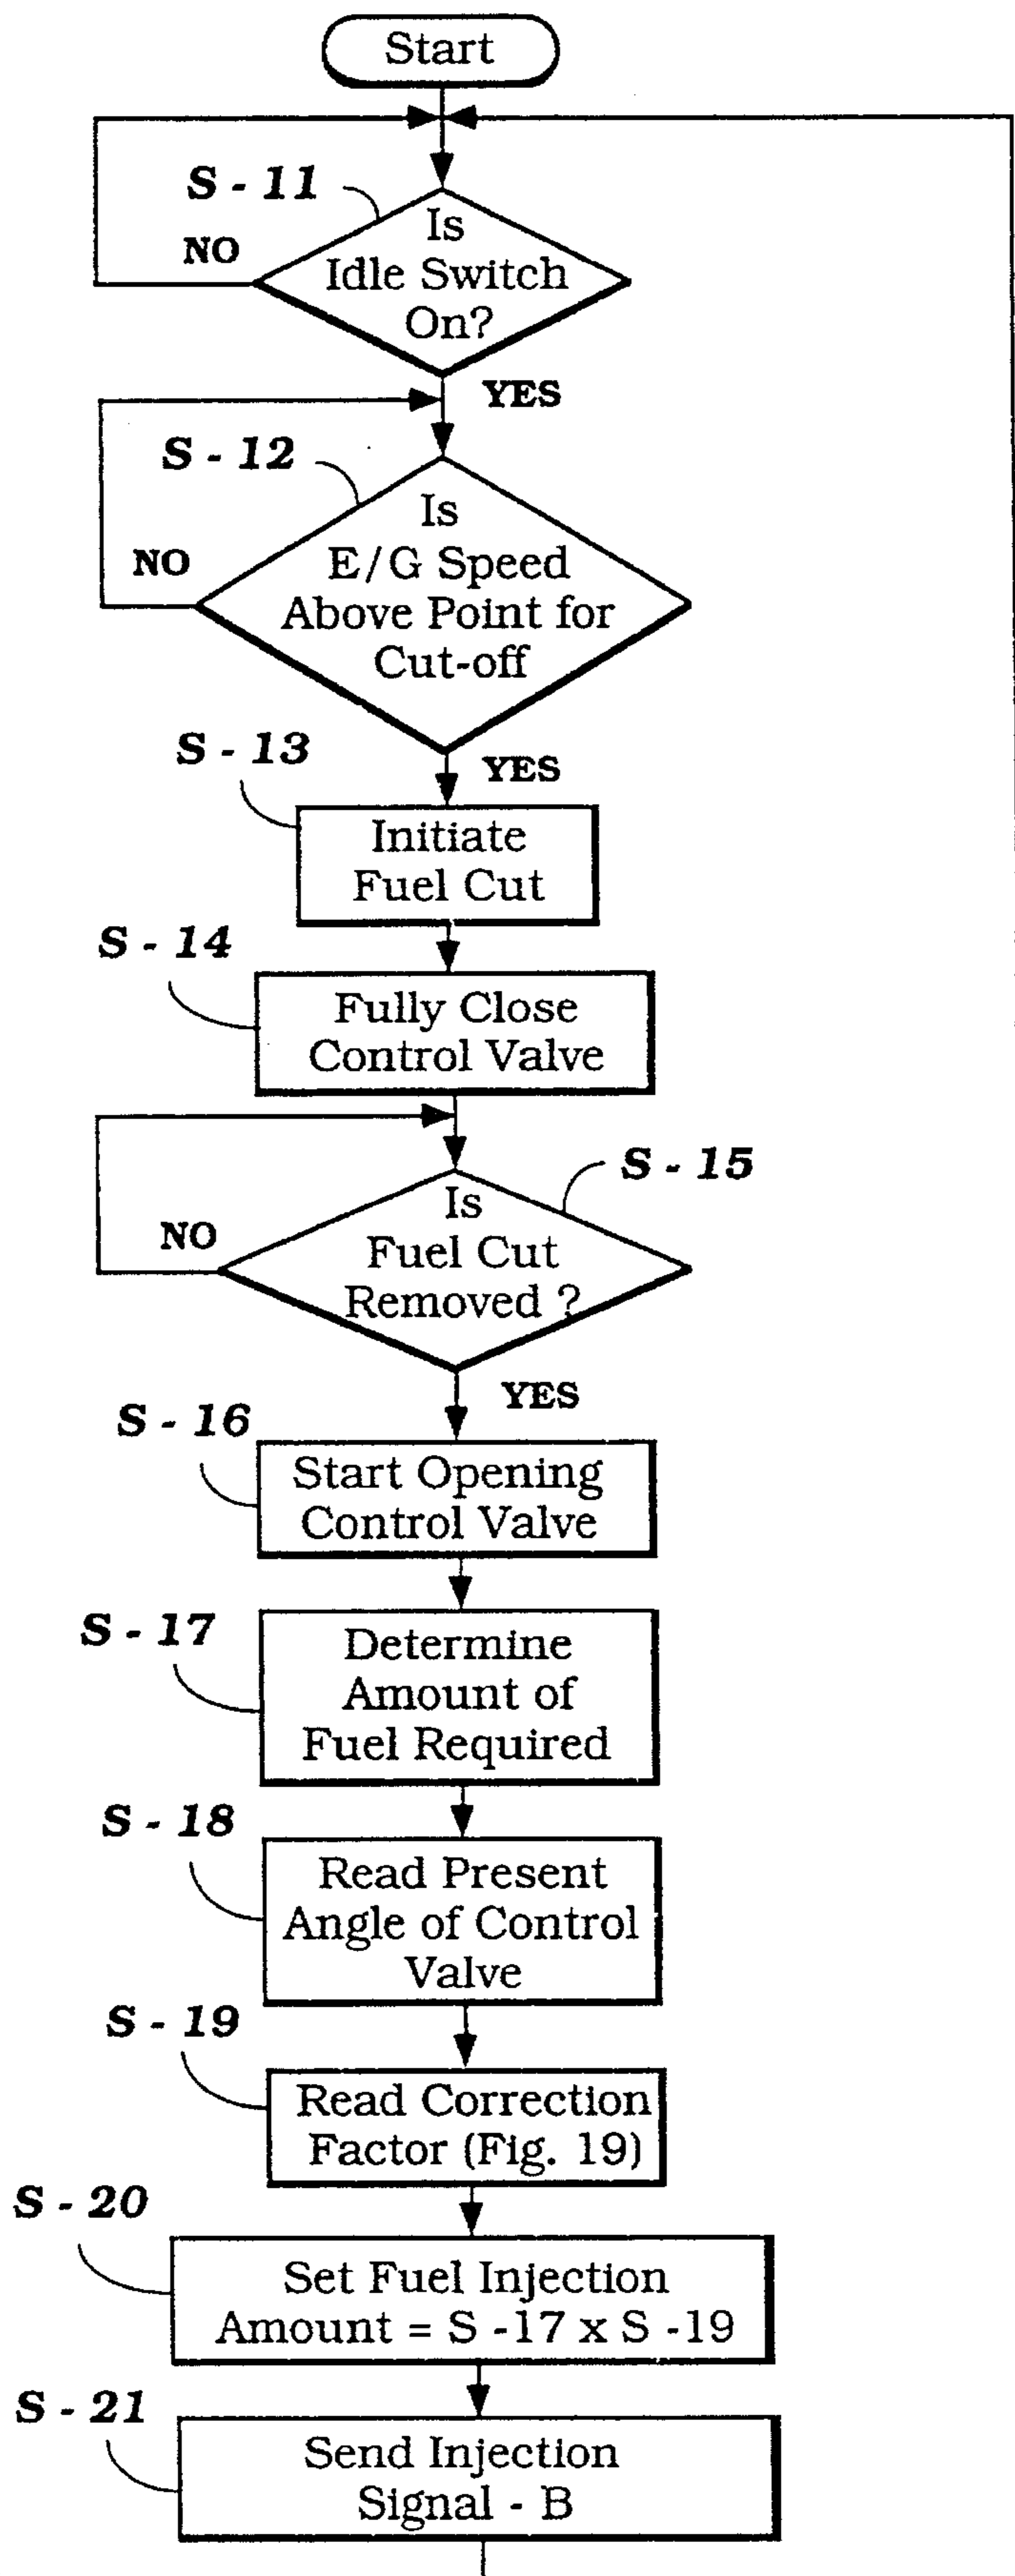 Start
S - 11
NO
Is
Idle Switch
On?
YES
S - 12
NO
Is
E/G Speed
Above Point for
Cut-off
YES
S - 13
Initiate
Fuel Cut
S - 14
Fully Close
Control Valve
S - 15
NO
Is
Fuel Cut
Removed ?
YES
S - 16
Start Opening
Control Valve
S - 17
Determine
Amount of
Fuel Required
S - 18
Read Present
Angle of Control
Valve
S - 19
Read Correction
Factor (Fig. 19)
S - 20
Set Fuel Injection
Amount = S -17 x S -19
S - 21
Send Injection
Signal - B